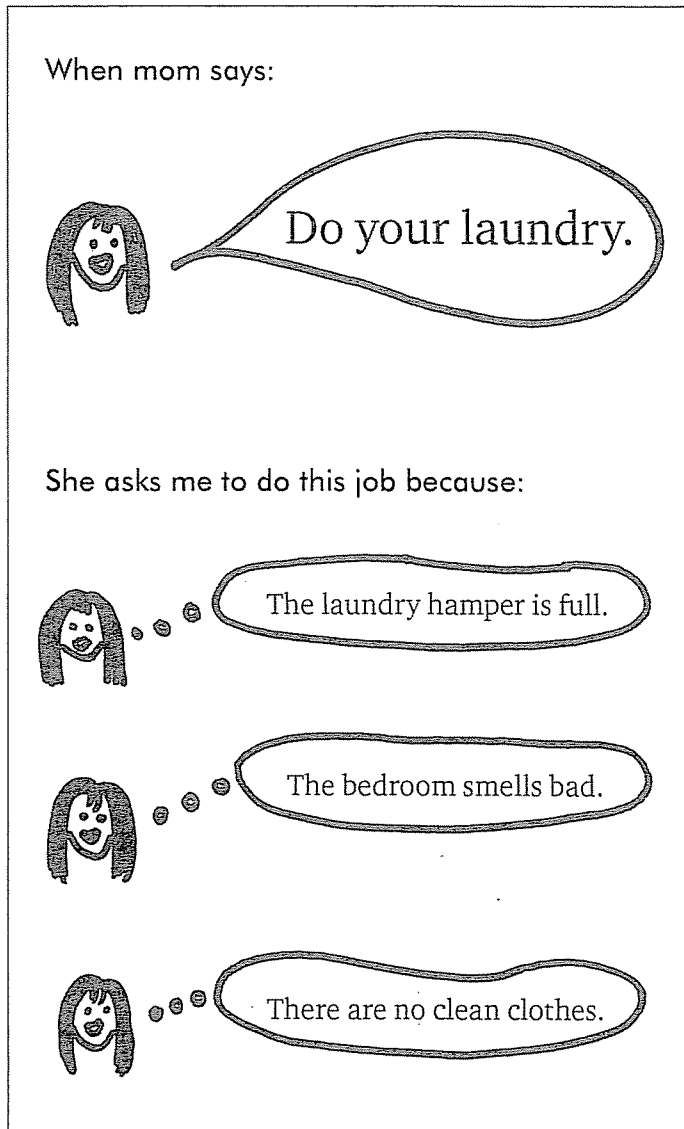 When mom says:
Do your laundry.
She asks me to do this job because:
The laundry hamper is full.
The bedroom smells bad.
There are no clean clothes.